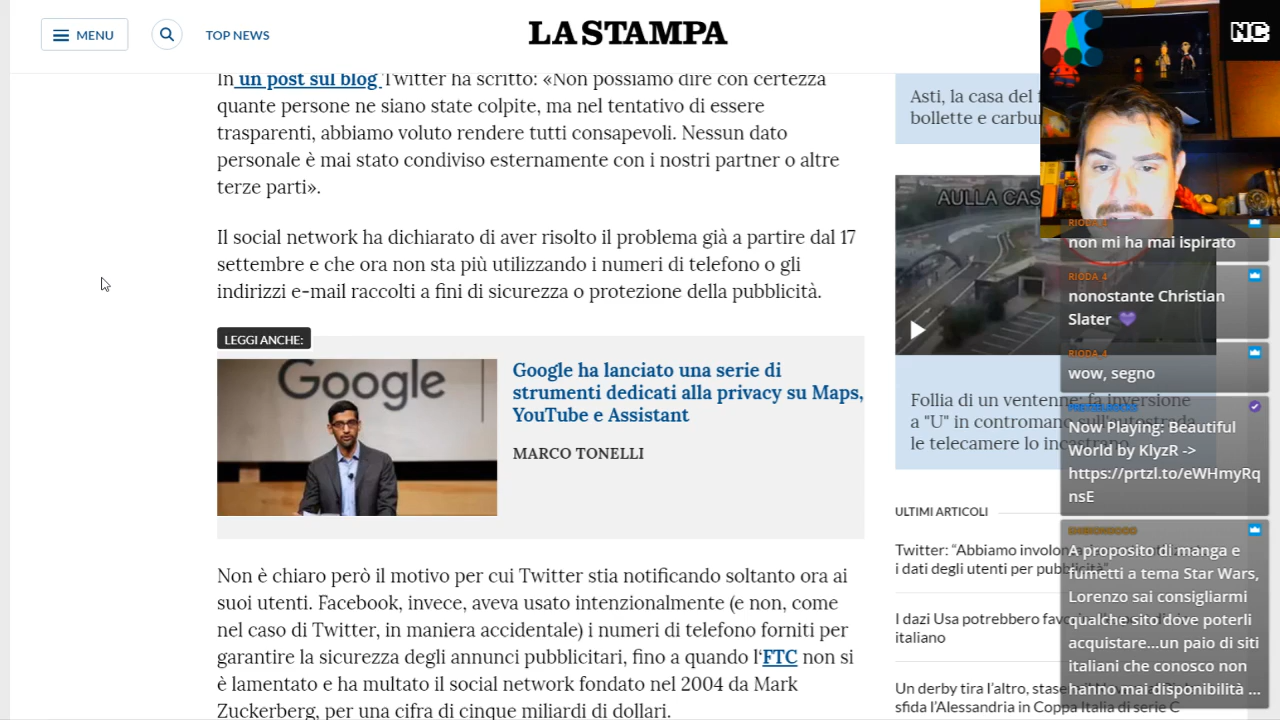 MENU
TOP NEWS
LA STAMPA
NC
In un post sul blog Twitter ha scritto: «Non possiamo dire con certezza
quante persone ne siano state colpite, ma nel tentativo di essere
trasparenti, abbiamo voluto rendere tutti consapevoli. Nessun dato
personale è mai stato condiviso esternamente con i nostri partner o altre
terze parti».
Il social network ha dichiarato di aver risolto il problema già a partire dal 17
settembre e che ora non sta più utilizzando i numeri di telefono o gli
indirizzi e-mail raccolti a fini di sicurezza o protezione della pubblicità.
LEGGI ANCHE:
Google
Google ha lanciato una serie di
strumenti dedicati alla privacy su Maps,
YouTube e Assistant
MARCO TONELLI
Non è chiaro però il motivo per cui Twitter stia notificando soltanto ora ai
suoi utenti. Facebook, invece, aveva usato intenzionalmente (e non, come
nel caso di Twitter, in maniera accidentale) i numeri di telefono forniti per
garantire la sicurezza degli annunci pubblicitari, fino a quando l'FTC non si
è lamentato e ha multato il social network fondato nel 2004 da Mark
Zuckerberg, per una cifra di cinque miliardi di dollari.
Asti, la casa del
bollette e
AULLA
Follia di un ventenne: fa inversione
a "U" in contromano sull'autostrada
le telecamere lo incastrano
ULTIMI ARTICOLI
Twitter: "Abbiamo
i dati degli utenti per pubblicità"
I dazi Usa potrebbero
italiano
Un derby tira l'altro,
sfida l'Alessandria in Coppa Italia di serie C
RIODA_4
non mi ha mai ispirato
RIODA_4
nonostante Christian
Slater 💜
RIODA_4
wow, segno
Now Playing: Beautiful
World by KlyzR ->
https://prtzl.to/eWHmyRq
nsE
A proposito di manga e
fumetti a tema Star Wars,
Lorenzo sai consigliarmi
qualche sito dove poterli
acquistare...un paio di siti
italiani che conosco non
hanno mai disponibilità ...